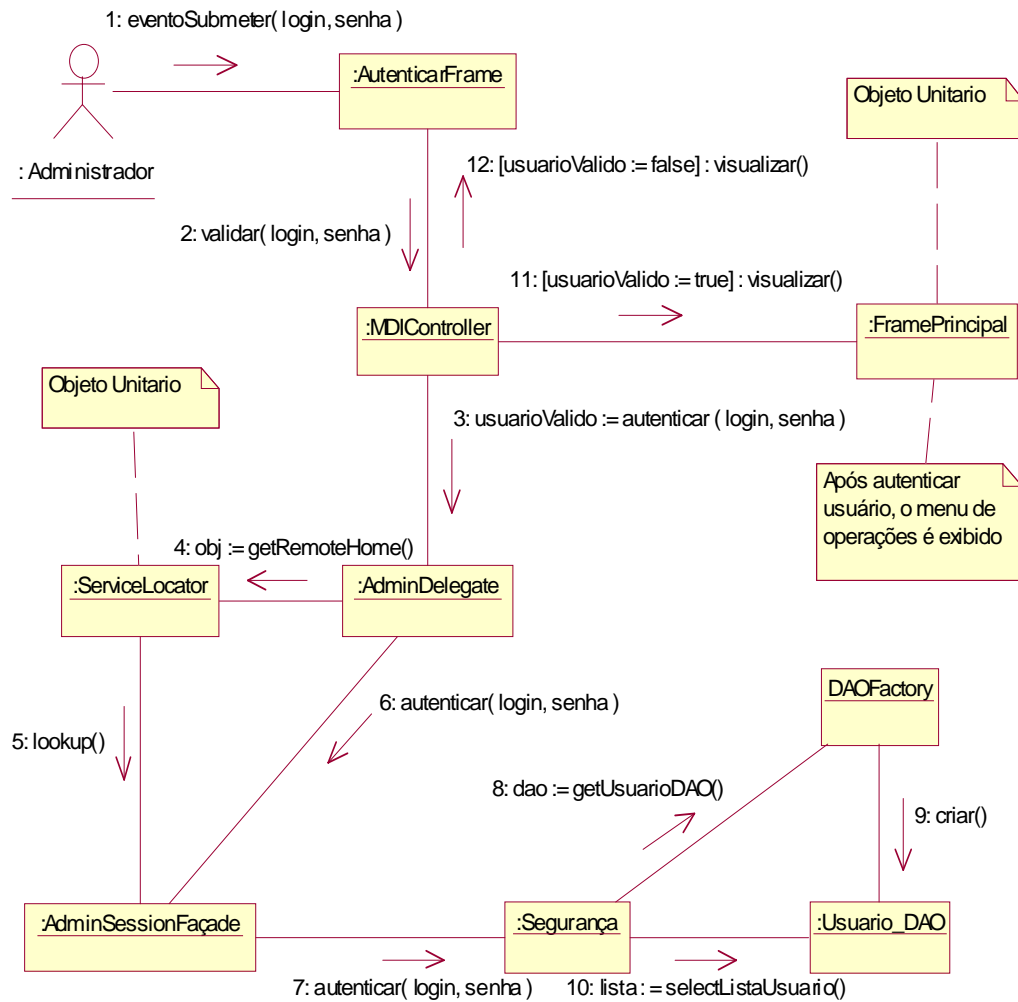 1: eventoSubmeter( login, senha )
:AutenticarFrame
Objeto Unitario
: Administrador
12: [usuarioValido := false] : visualizar()
2: validar( login, senha )
11: [usuarioValido := true] : visualizar()
:MDIController
:FramePrincipal
Objeto Unitario
3: usuarioValido := autenticar ( login, senha )
Após autenticar
usuário, o menu de
operações é exibido
4: obj := getRemoteHome()
:ServiceLocator
:AdminDelegate
6: autenticar( login, senha )
DAOFactory
5: lookup()
8: dao := getUsuarioDAO()
9: criar()
:AdminSessionFaçade
:Segurança
:Usuario_DAO
7: autenticar( login, senha )
10: lista : = selectListaUsuario()